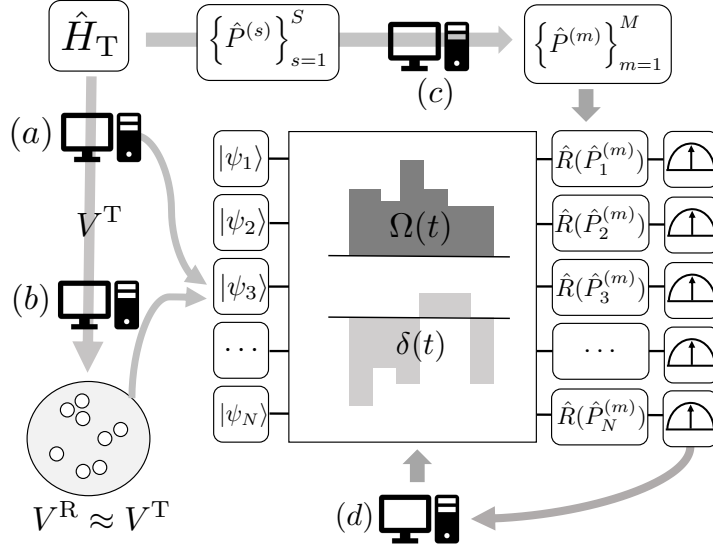 Ĥ_T
{P̂^(s)}_{s=1}^S
{P̂^(m)}_{m=1}^M
(c)
(a)
|ψ_1⟩
R̂(P̂_1^(m))
|ψ_2⟩
Ω(t)
R̂(P̂_2^(m))
V^T
(b)
|ψ_3⟩
R̂(P̂_3^(m))
···
δ(t)
···
|ψ_N⟩
R̂(P̂_N^(m))
V^R ≈ V^T
(d)